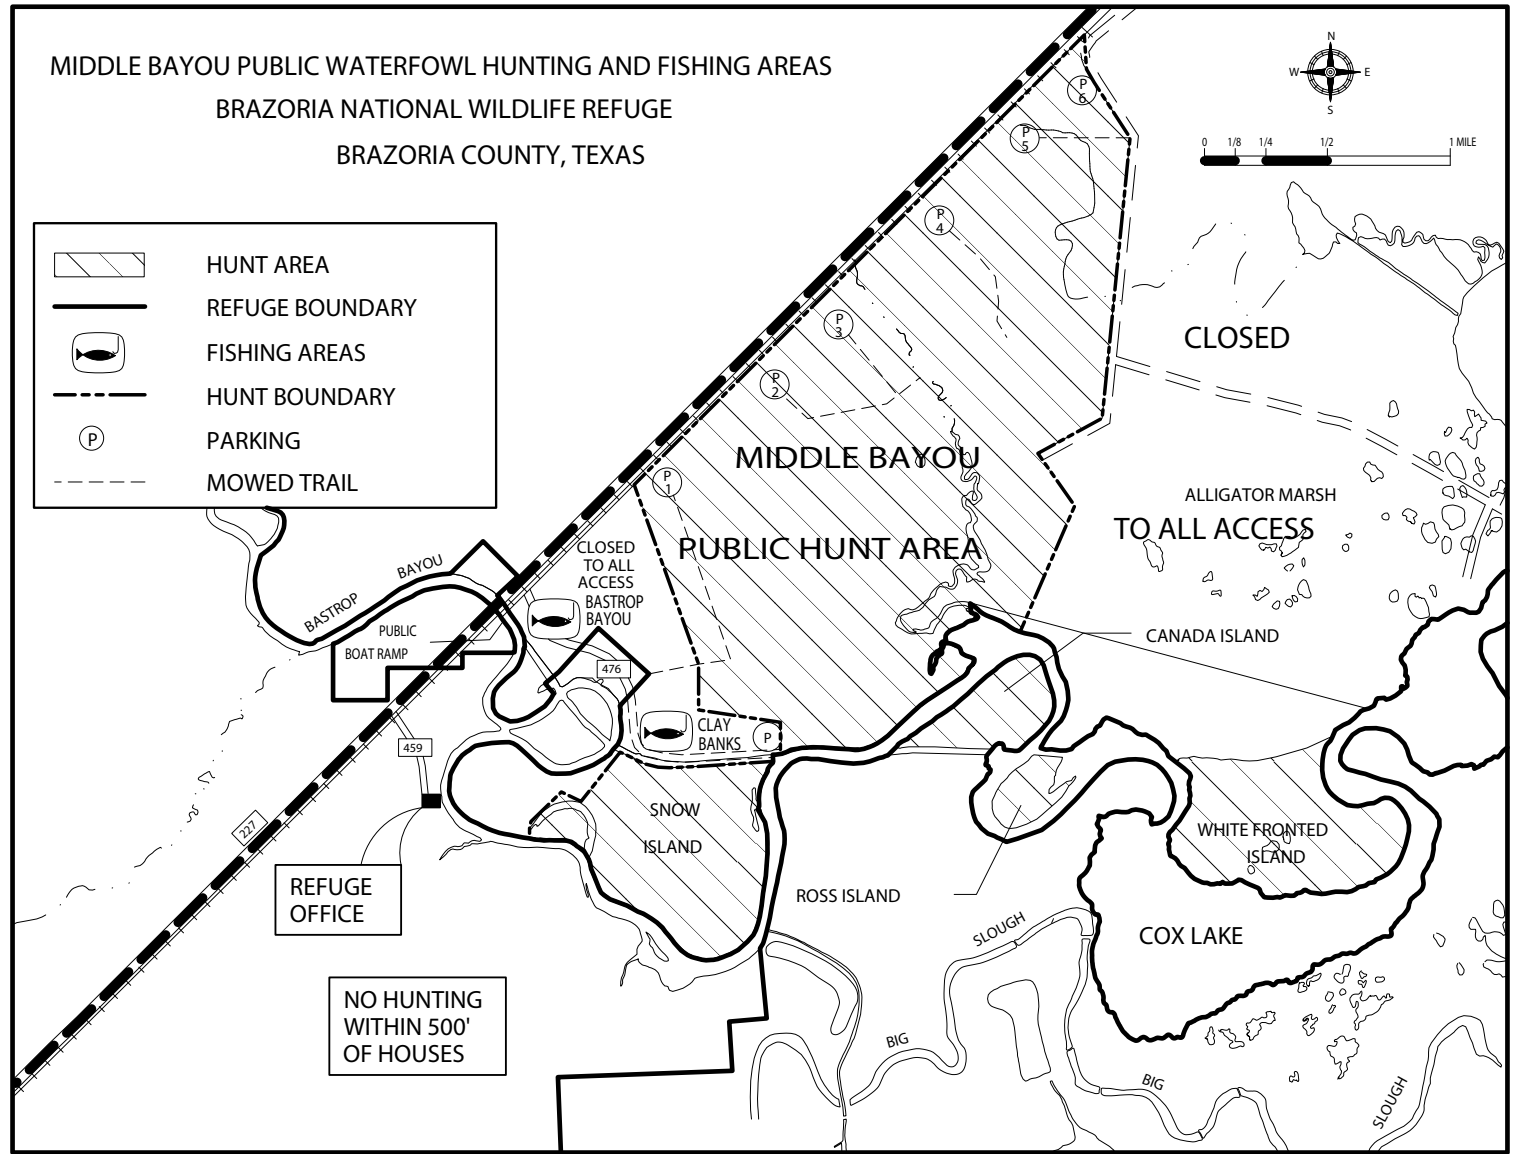 MIDDLE BAYOU PUBLIC WATERFOWL HUNTING AND FISHING AREAS
BRAZORIA NATIONAL WILDLIFE REFUGE
BRAZORIA COUNTY, TEXAS
N
W
E
S
0 1/8 1/4 1/2 1 MILE
HUNT AREA
REFUGE BOUNDARY
FISHING AREAS
HUNT BOUNDARY
P
PARKING
MOWED TRAIL
P
6
P
5
P
4
P
3
P
2
P
1
CLOSED
MIDDLE BAYOU
ALLIGATOR MARSH
TO ALL ACCESS
PUBLIC HUNT AREA
CLOSED
TO ALL
ACCESS
BASTROP
BAYOU
BASTROP BAYOU
PUBLIC
BOAT RAMP
CANADA ISLAND
476
CLAY
BANKS
P
459
SNOW
ISLAND
227
WHITE FRONTED
ISLAND
REFUGE
OFFICE
ROSS ISLAND
SLOUGH
COX LAKE
NO HUNTING
WITHIN 500'
OF HOUSES
BIG
BIG
SLOUGH